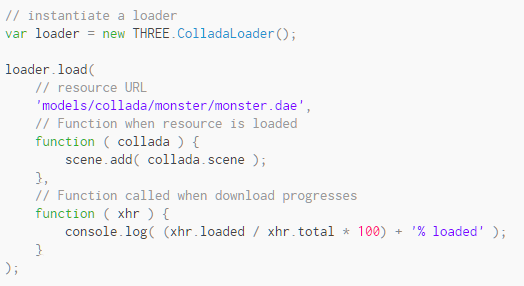 // instantiate a loader
var loader = new THREE.ColladaLoader();

loader.load(
    // resource URL
    'models/collada/monster/monster.dae',
    // Function when resource is loaded
    function ( collada ) {
        scene.add( collada.scene );
    },
    // Function called when download progresses
    function ( xhr ) {
        console.log( (xhr.loaded / xhr.total * 100) + '% loaded' );
    }
);